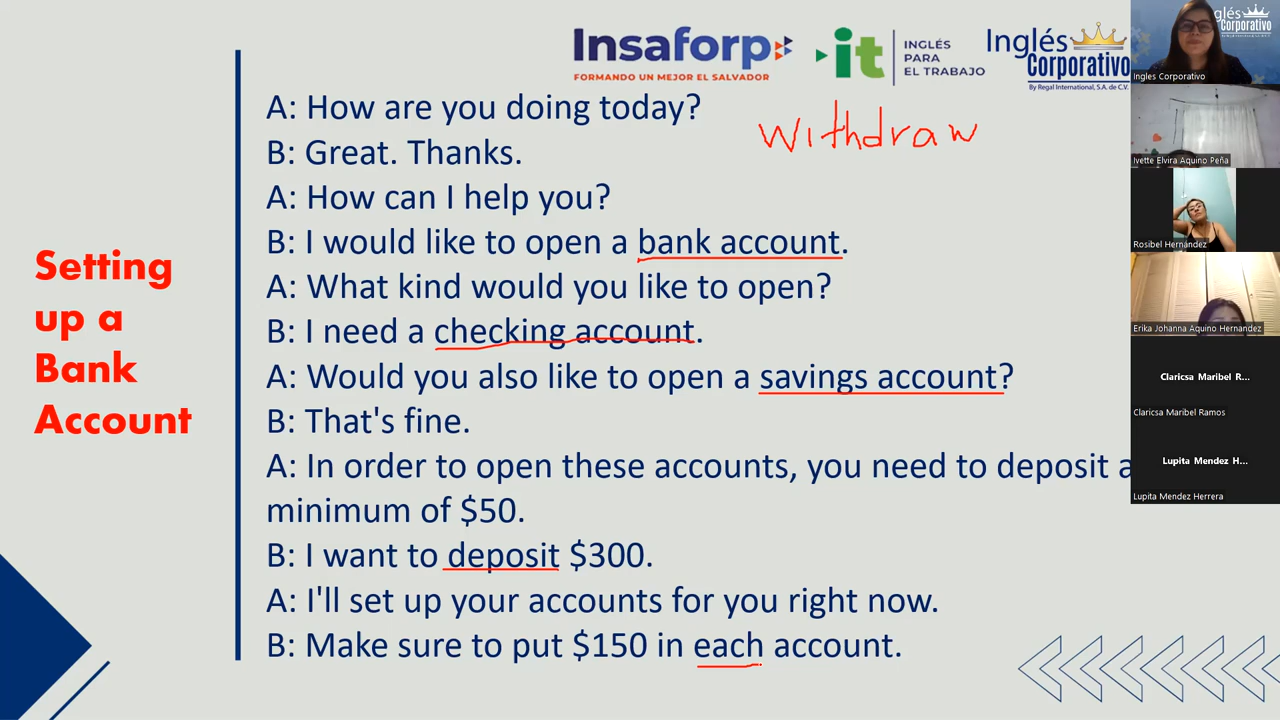 Insaforp
FORMANDO UN MEJOR EL SALVADOR
it
INGLÉS
PARA
EL TRABAJO
Inglés
Corporativo
By Regal International, S.A. de C.V.
Withdraw
Setting
up a
Bank
Account
A: How are you doing today?
B: Great. Thanks.
A: How can I help you?
B: I would like to open a bank account.
A: What kind would you like to open?
B: I need a checking account.
A: Would you also like to open a savings account?
B: That's fine.
A: In order to open these accounts, you need to deposit a
minimum of $50.
B: I want to deposit $300.
A: I'll set up your accounts for you right now.
B: Make sure to put $150 in each account.
glés
Corporativo
Ingles Corporativo
Ivette Elvira Aquino Peña
Rosibel Hernández
Erika Johanna Aquino Hernandez
Claricsa Maribel R...
Claricsa Maribel Ramos
Lupita Mendez H...
Lupita Mendez Herrera